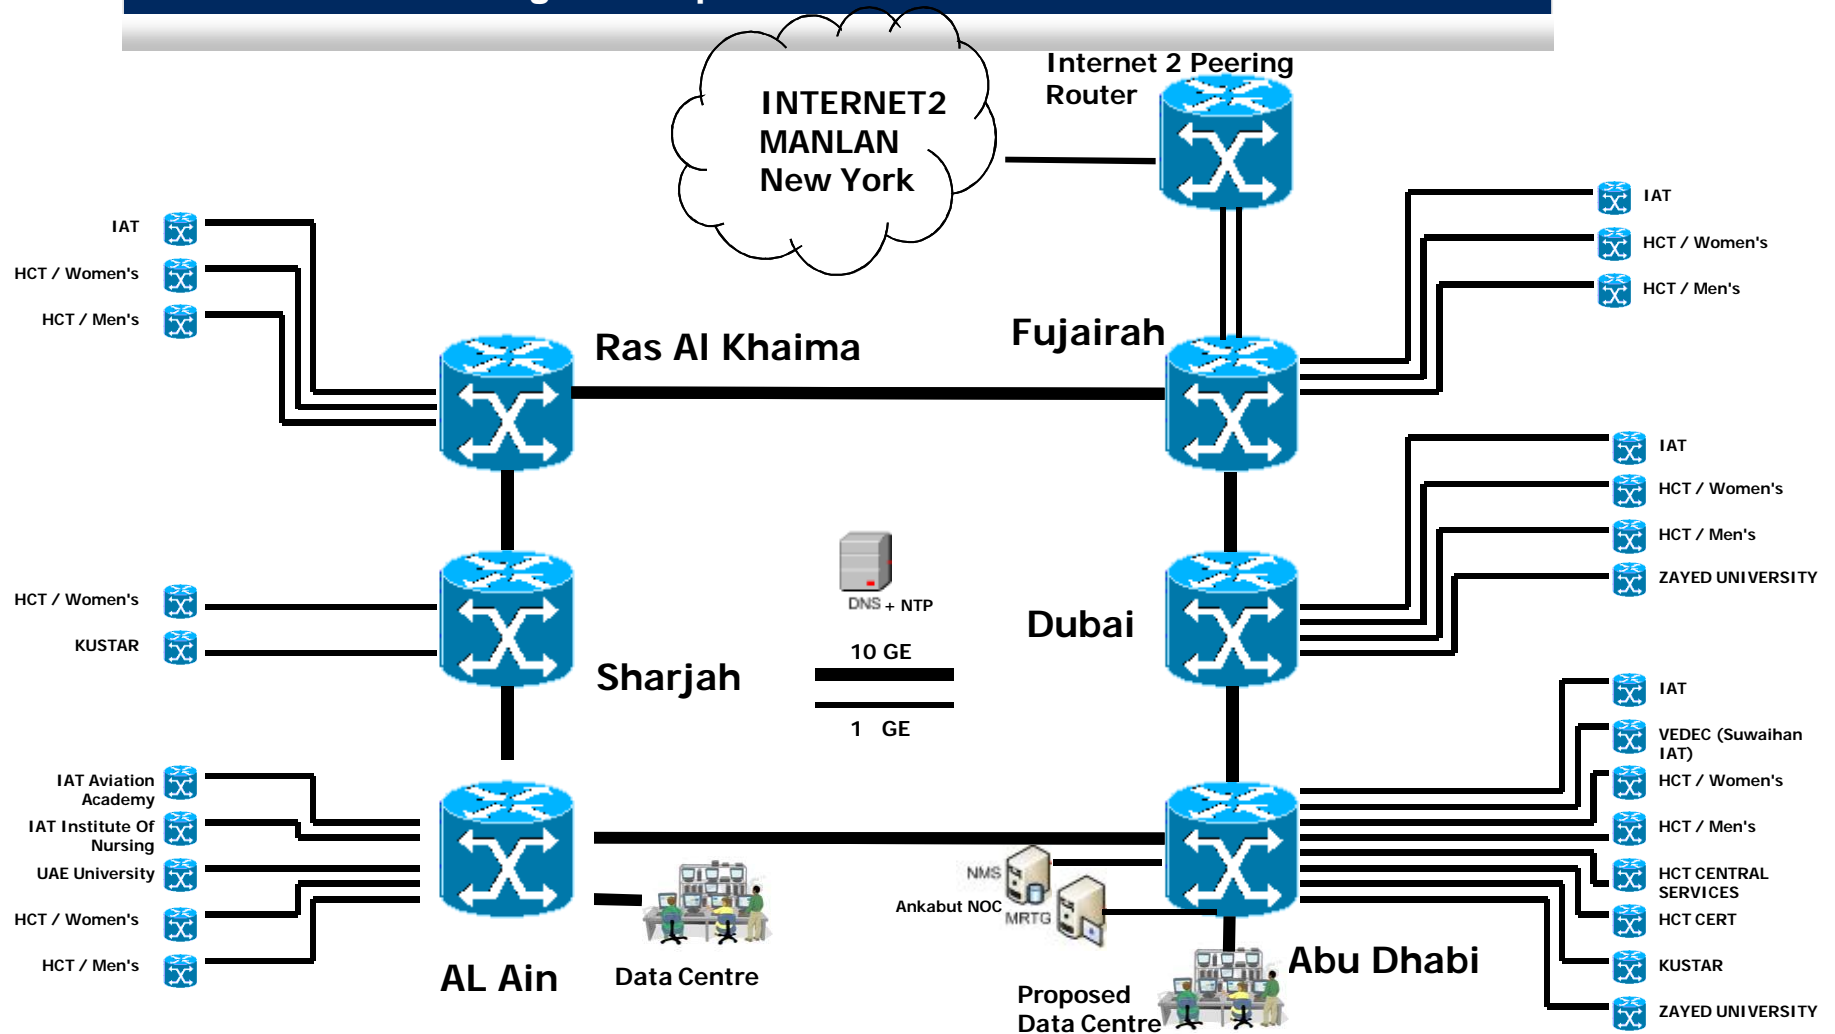 Internet 2 Peering
Router
INTERNET2
MANLAN
New York
IAT
HCT / Women's
HCT / Men's
IAT
HCT / Women's
HCT / Men's
Ras Al Khaima
Fujairah
IAT
HCT / Women's
HCT / Men's
ZAYED UNIVERSITY
HCT / Women's
KUSTAR
DNS + NTP
Dubai
10 GE
Sharjah
1 GE
IAT
VEDEC (Suwaihan
IAT)
HCT / Women's
HCT / Men's
HCT CENTRAL
SERVICES
HCT CERT
KUSTAR
ZAYED UNIVERSITY
IAT Aviation
Academy
IAT Institute Of
Nursing
UAE University
HCT / Women's
HCT / Men's
NMS
Ankabut NOC
MRTG
AL Ain
Data Centre
Abu Dhabi
Proposed
Data Centre